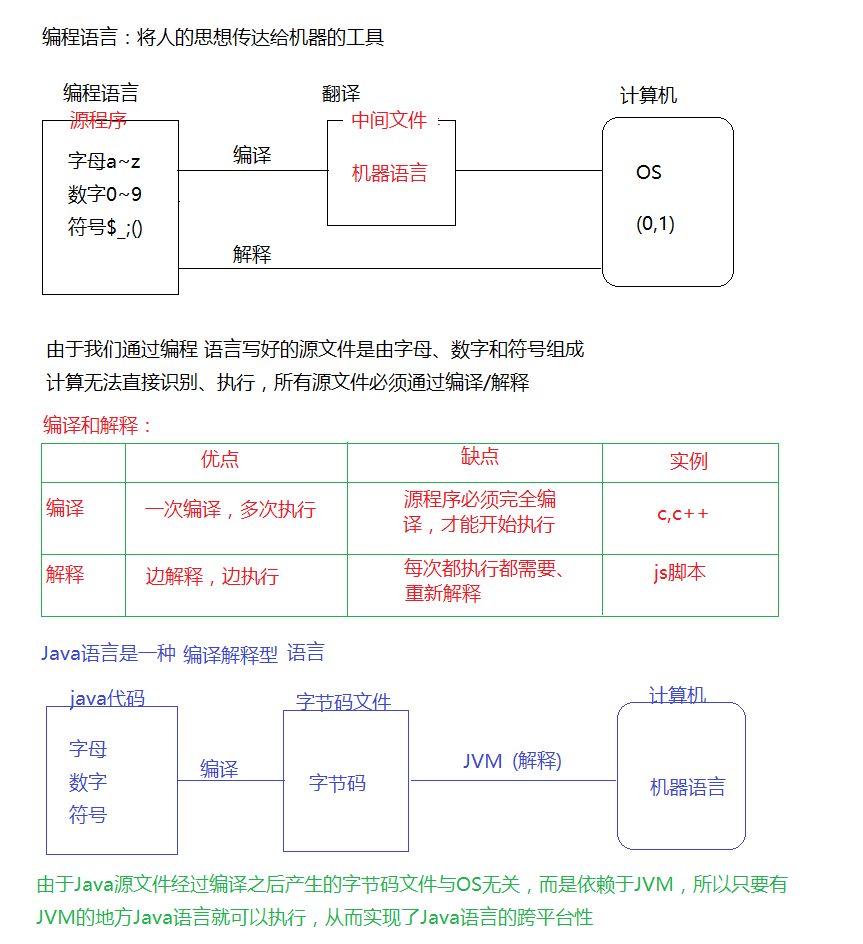 编程语言：将人的思想传达给机器的工具
编程语言 翻译 计算机
源程序 中间文件 :
字母a~z 编译 机器语言 OS
数字0~9
符号$_;() (0,1)
解释
由于我们通过编程 语言写好的源文件是由字母、数字和符号组成
计算无法直接识别、执行，所有源文件必须通过编译/解释
编译和解释：
优点 缺点 实例
编译 一次编译，多次执行 源程序必须完全编 c,c++
译，才能开始执行
解释 边解释，边执行 每次都执行都需要、 js脚本
重新解释
Java语言是一种 编译解释型 语言
java代码 字节码文件 计算机
字母
数字 编译 字节码 JVM (解释) 机器语言
符号
由于Java源文件经过编译之后产生的字节码文件与OS无关，而是依赖于JVM，所以只要有
JVM的地方Java语言就可以执行，从而实现了Java语言的跨平台性